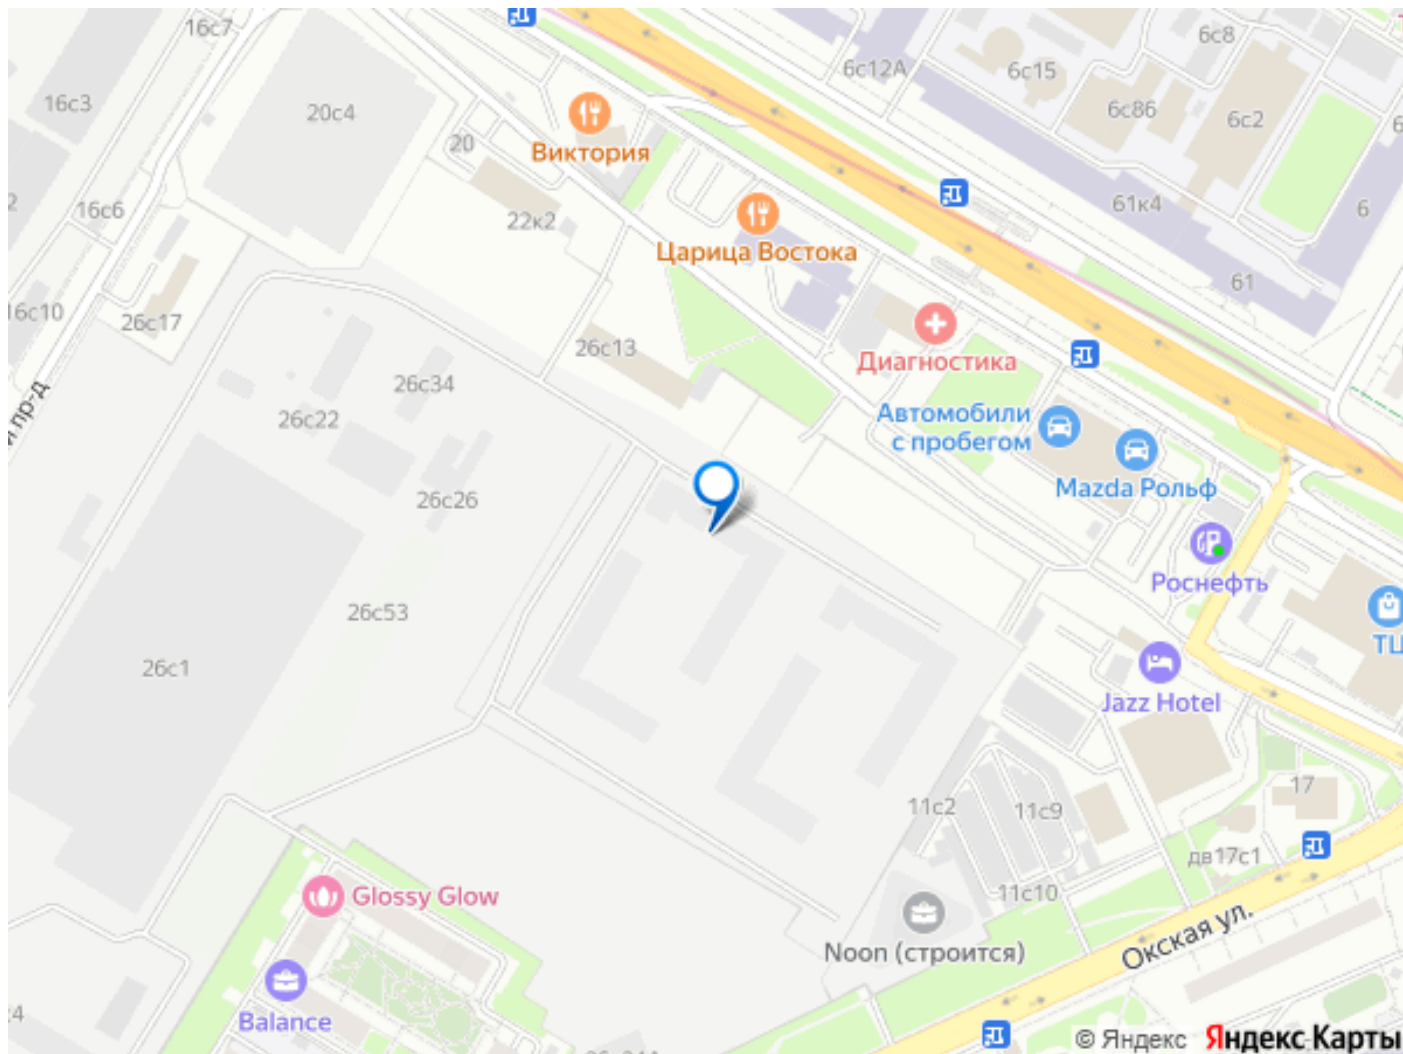 16с7
6с8
6с12А
6с15
16с3
20с4
6с86
6с2
20
Виктория
16с6
22к2
61к4
6
Царица Востока
61
16с10
26с17
26с13
Диагностика
26с34
Автомобили
с пробегом
26с22
й пр-д
26с26
Mazda Рольф
Роснефть
26с53
ТЦ
26с1
Jazz Hotel
17
11с2
11с9
дв17с1
Glossy Glow
11с10
Окская ул.
Noon (строится)
Balance
© Яндекс Яндекс Карты